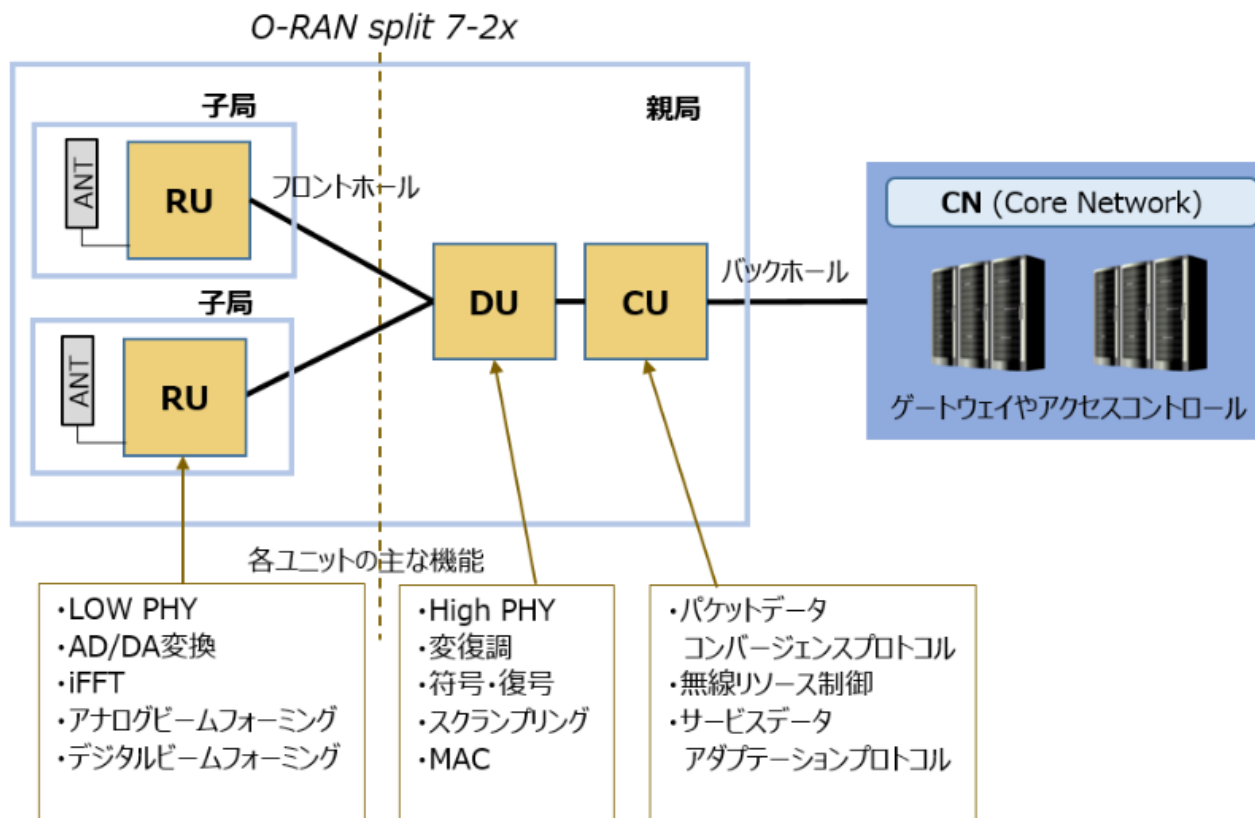 O-RAN split 7-2x
子局
親局
ANT
RU
フロントホール
CN (Core Network)
子局
DU
CU
バックホール
ANT
RU
ゲートウェイやアクセスコントロール
各ユニットの主な機能
・LOW PHY
・AD/DA変換
・iFFT
・アナログビームフォーミング
・デジタルビームフォーミング
・High PHY
・変復調
・符号・復号
・スクランプリング
・MAC
・パケットデータ
コンバージェンスプロトコル
・無線リソース制御
・サービスデータ
アダプテーションプロトコル